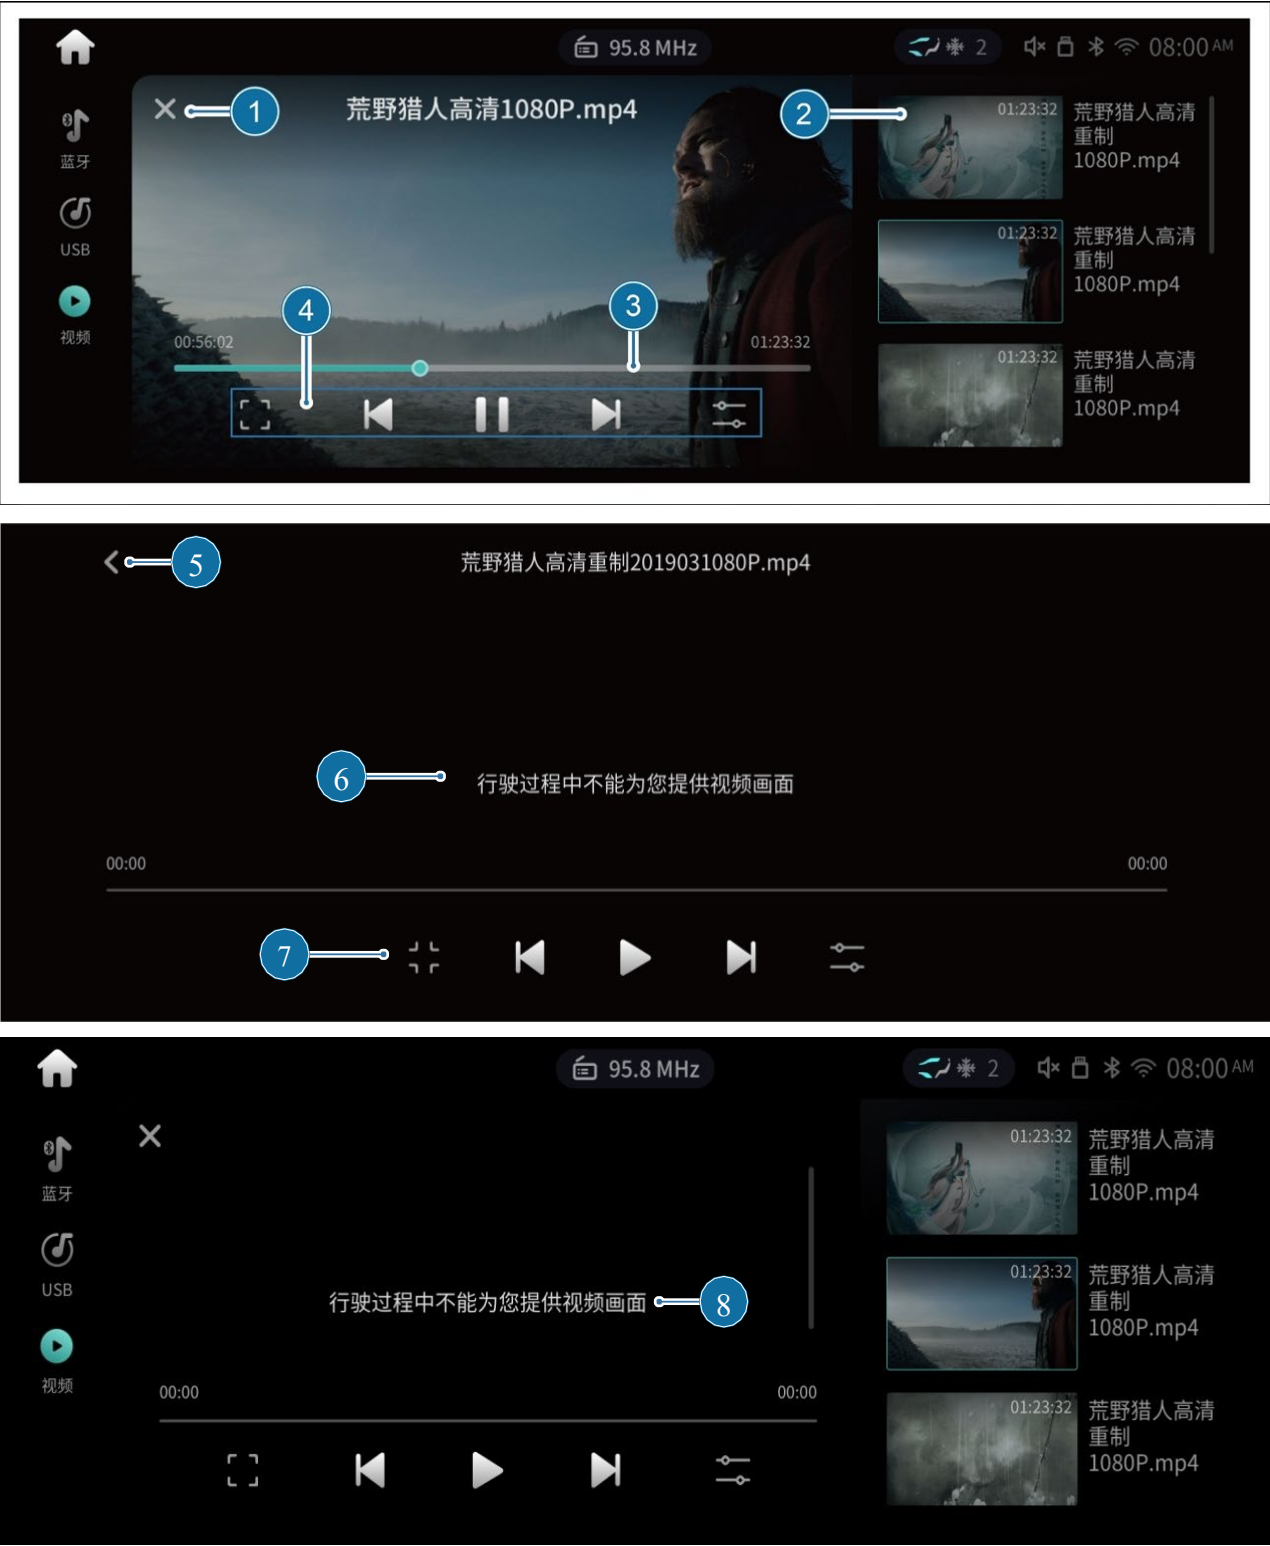 95.8 MHz
2
08:00 AM
蓝牙
USB
视频
1
荒野猎人高清1080P.mp4
2
01:23:32
荒野猎人高清
重制
1080P.mp4
01:23:32
荒野猎人高清
重制
1080P.mp4
01:23:32
荒野猎人高清
重制
1080P.mp4
4
3
00:56:02
01:23:32
5
荒野猎人高清重制2019031080P.mp4
6
行驶过程中不能为您提供视频画面
00:00
00:00
7
95.8 MHz
2
08:00 AM
蓝牙
USB
视频
行驶过程中不能为您提供视频画面
8
00:00
00:00
01:23:32
荒野猎人高清
重制
1080P.mp4
01:23:32
荒野猎人高清
重制
1080P.mp4
01:23:32
荒野猎人高清
重制
1080P.mp4